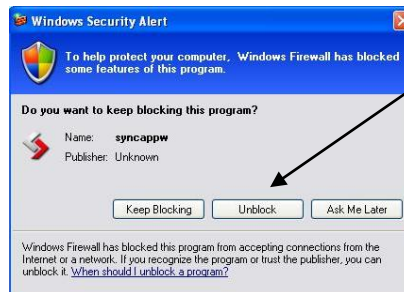 Windows Security Alert
To help protect your computer, Windows Firewall has blocked
some features of this program.
Do you want to keep blocking this program?
Name: syncappw
Publisher: Unknown
Keep Blocking Unblock Ask Me Later
Windows Firewall has blocked this program from accepting connections from the
Internet or a network. If you recognize the program or trust the publisher, you can
unblock it. When should I unblock a program?